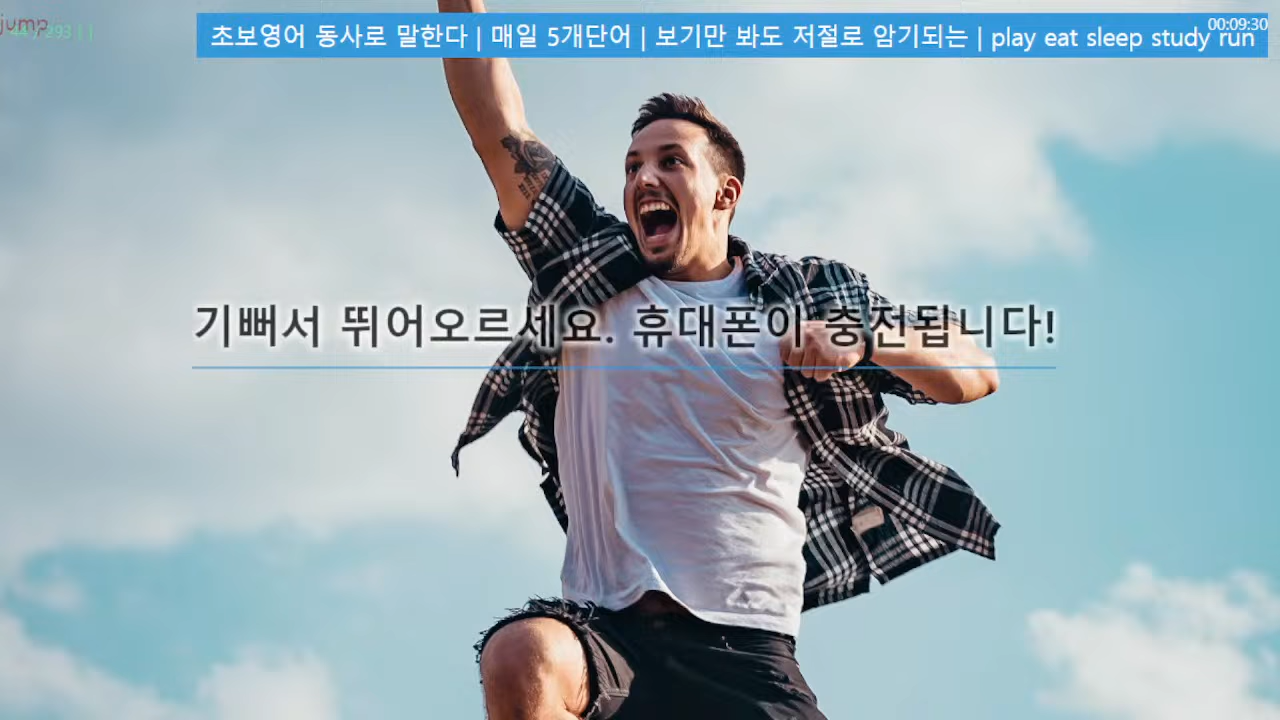 jump
44 / 293 | |
초보영어 동사로 말한다 | 매일 5개단어 | 보기만 봐도 저절로 암기되는 | play eat sleep study run
00:09:30
기뻐서 뛰어오르세요. 휴대폰이 충전됩니다!